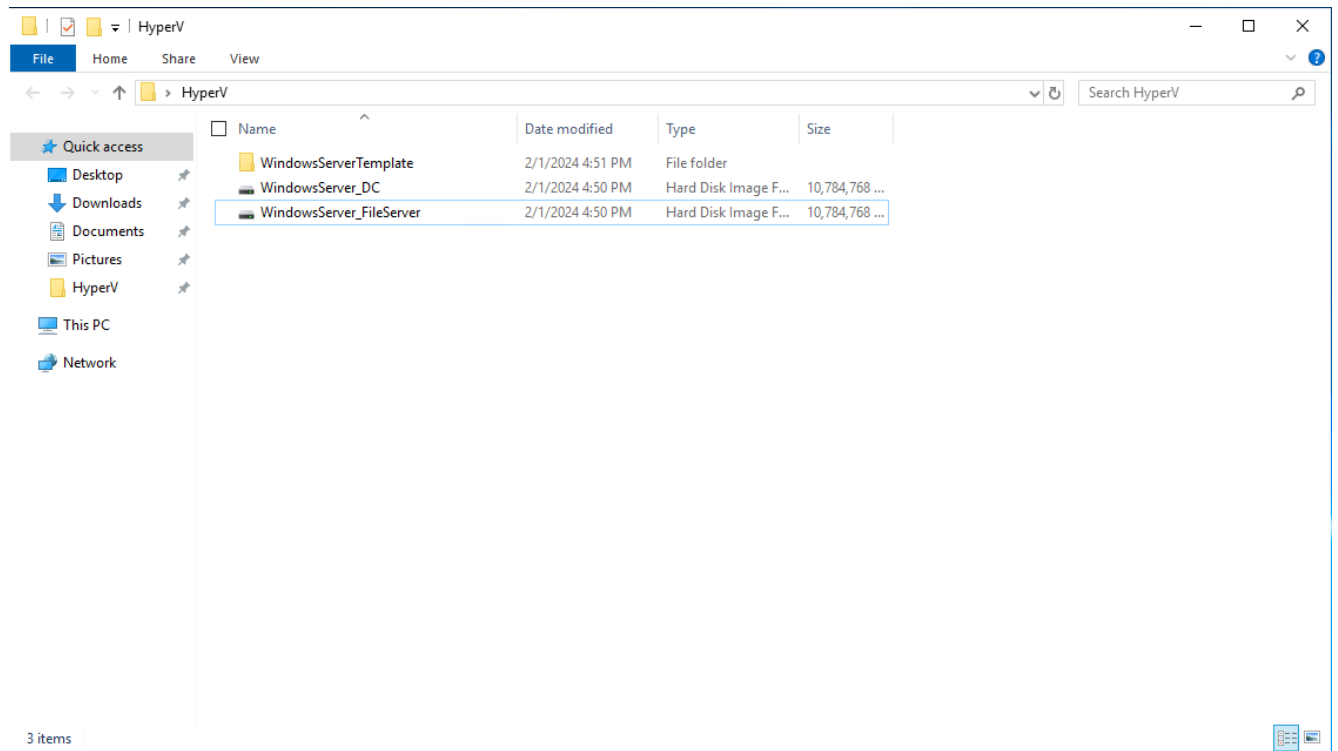 HyperV
File Home Share View
HyperV Search HyperV
Name Date modified Type Size
Quick access
Desktop
Downloads
Documents
Pictures
HyperV
This PC
Network
WindowsServerTemplate 2/1/2024 4:51 PM File folder
WindowsServer_DC 2/1/2024 4:50 PM Hard Disk Image F... 10,784,768 ...
WindowsServer_FileServer 2/1/2024 4:50 PM Hard Disk Image F... 10,784,768 ...
3 items